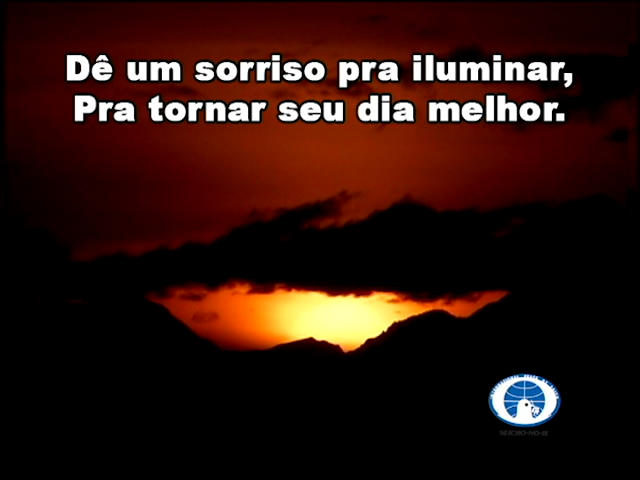 Dê um sorriso pra iluminar,
Pra tornar seu dia melhor.